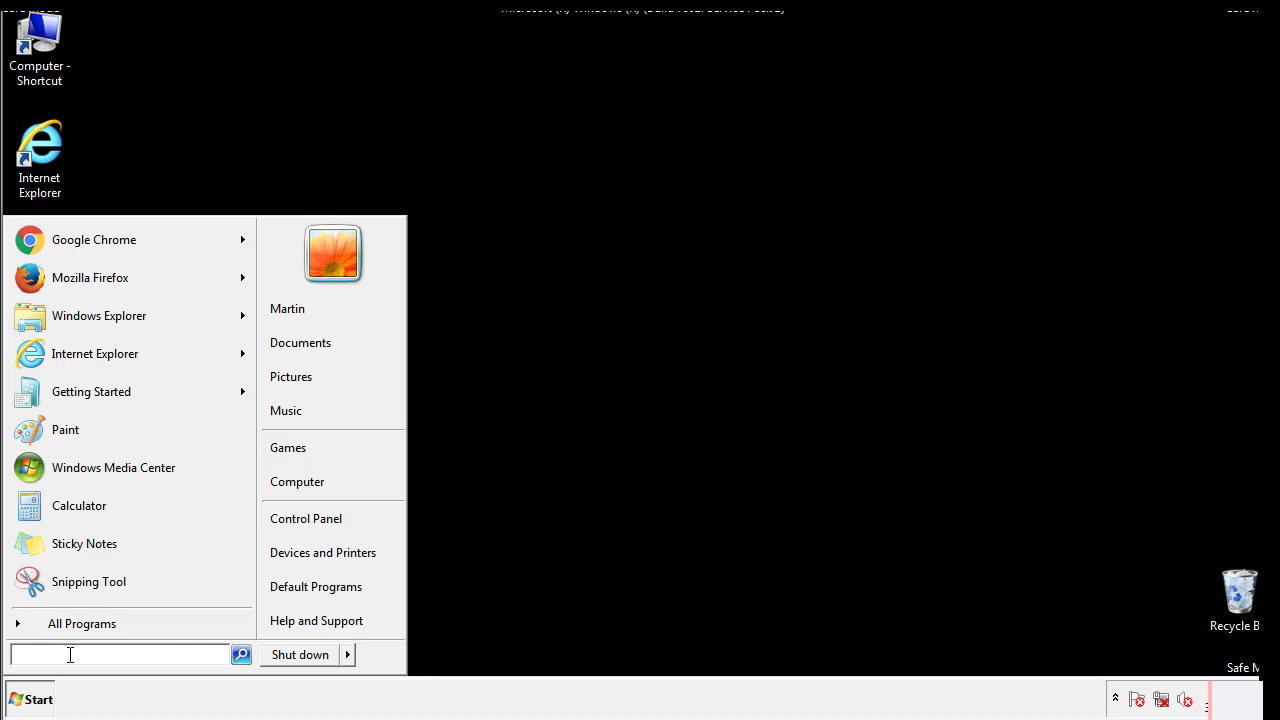 Computer -
Shortcut
Internet
Explorer
Google Chrome
Mozilla Firefox
Windows Explorer
Internet Explorer
Getting Started
Paint
Windows Media Center
Calculator
Sticky Notes
Snipping Tool
All Programs
Martin
Documents
Pictures
Music
Games
Computer
Control Panel
Devices and Printers
Default Programs
Help and Support
Shut down
Recycle B
Safe M
Start